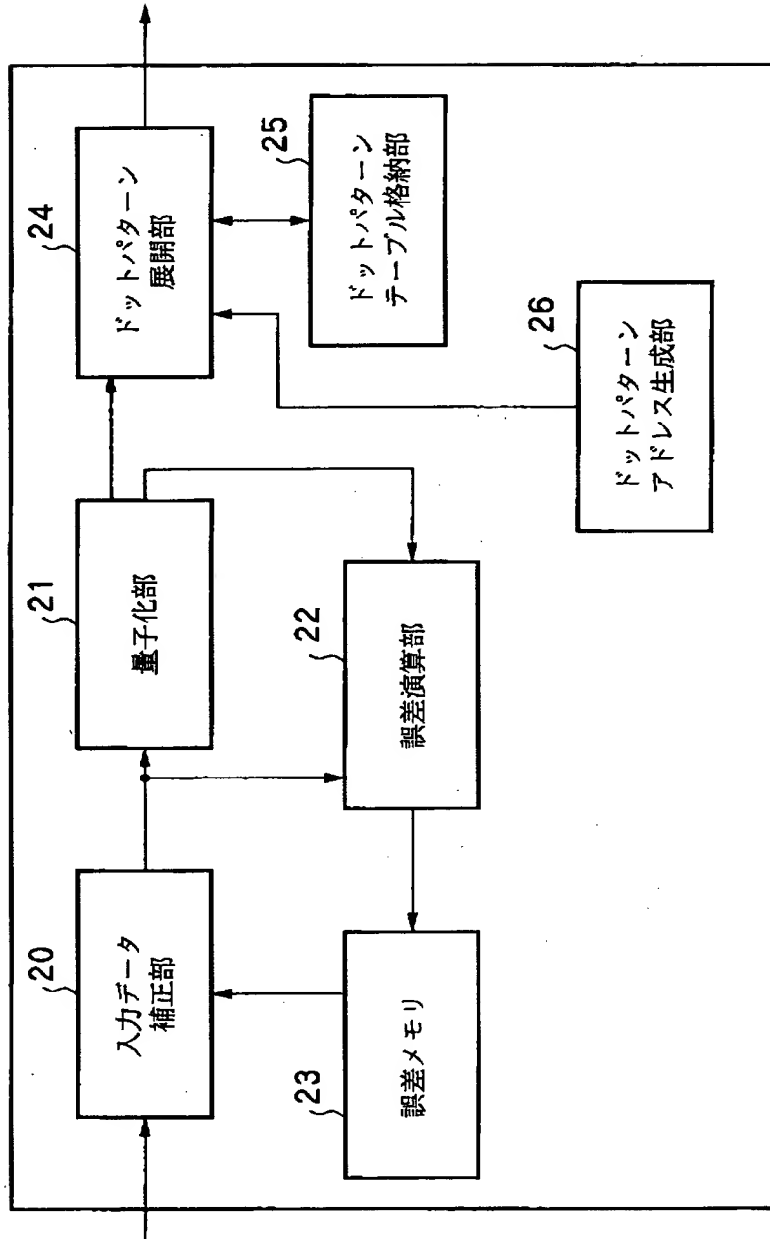 20
入力データ
補正部
21
量子化部
24
ドットパターン
展開部
23
誤差メモリ
22
誤差演算部
25
ドットパターン
テーブル格納部
26
ドットパターン
アドレス生成部